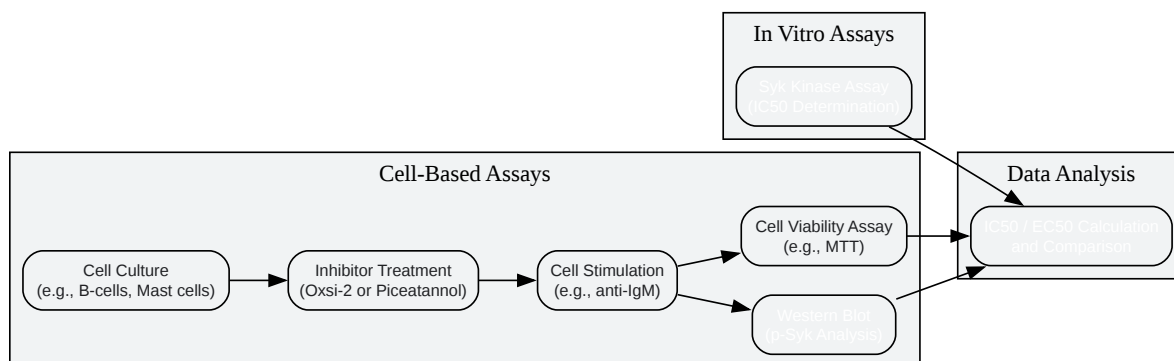 In Vitro Assays
Syk Kinase Assay
(IC50 Determination)
Cell-Based Assays
Data Analysis
Cell Culture
(e.g., B-cells, Mast cells)
Inhibitor Treatment
(Oxsi-2 or Piceatannol)
Cell Stimulation
(e.g., anti-IgM)
Cell Viability Assay
(e.g., MTT)
Western Blot
(p-Syk Analysis)
IC50 / EC50 Calculation
and Comparison